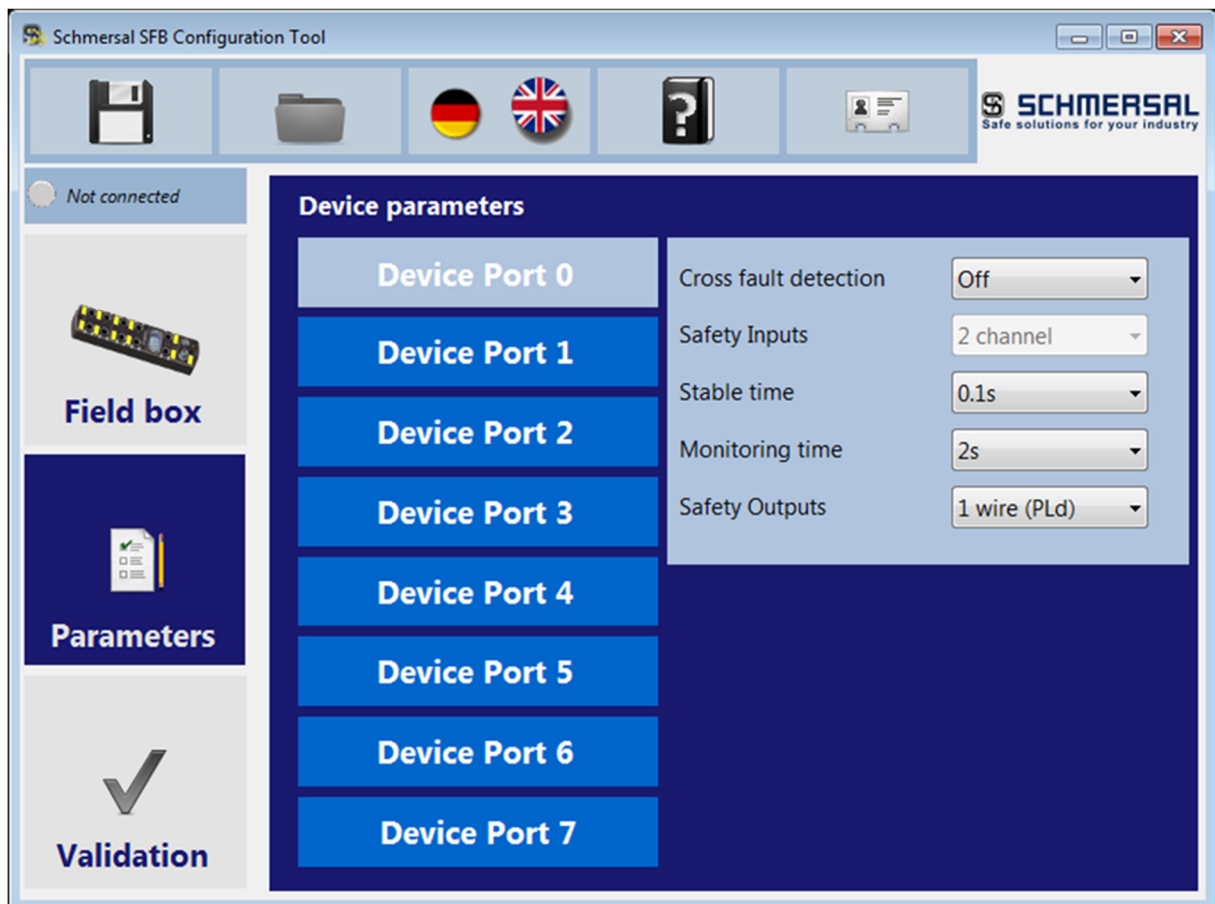 Schmersal SFB Configuration Tool
SCHMERSAL
Safe solutions for your industry
Not connected
Device parameters
Field box
Parameters
Validation
Device Port 0
Device Port 1
Device Port 2
Device Port 3
Device Port 4
Device Port 5
Device Port 6
Device Port 7
Cross fault detection Off
Safety Inputs 2 channel
Stable time 0.1s
Monitoring time 2s
Safety Outputs 1 wire (PLd)